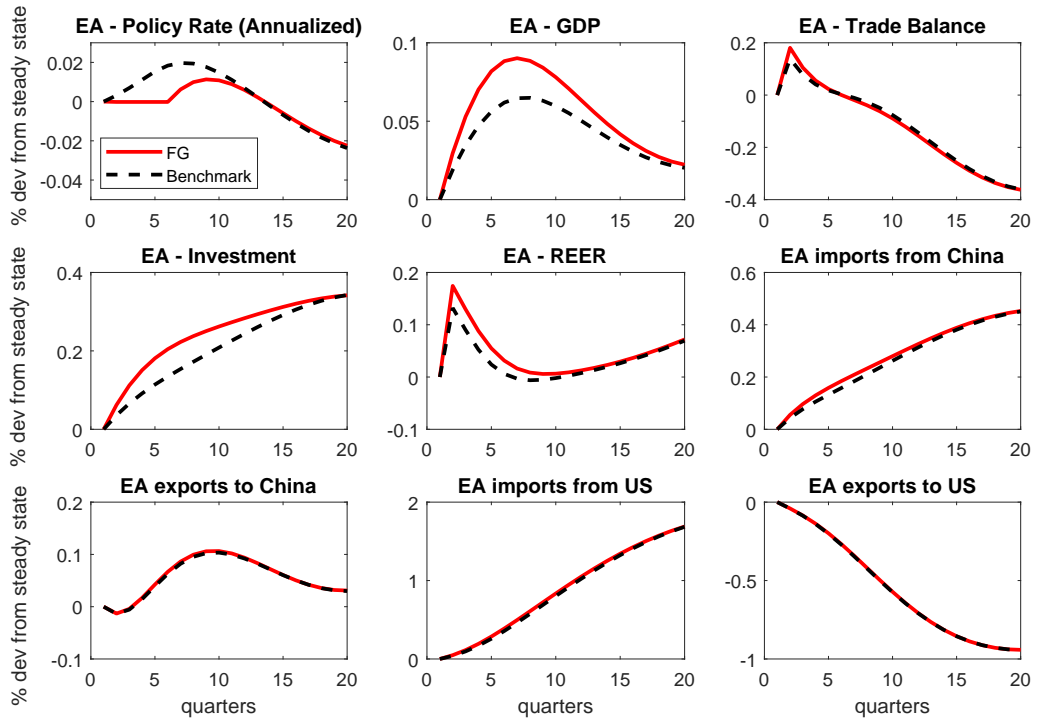 EA - Policy Rate (Annualized)
EA - GDP
EA - Trade Balance
% dev from steady state
0.02
0
-0.02
-0.04
FG
Benchmark
0 5 10 15 20
0.1
0.05
0
0 5 10 15 20
0.2
0
-0.2
-0.4
0 5 10 15 20
EA - Investment
EA - REER
EA imports from China
% dev from steady state
0.4
0.2
0
0 5 10 15 20
0.2
0.1
0
-0.1
0 5 10 15 20
0.6
0.4
0.2
0
0 5 10 15 20
EA exports to China
EA imports from US
EA exports to US
% dev from steady state
0.2
0.1
0
-0.1
0 5 10 15 20
quarters
2
1
0
0 5 10 15 20
quarters
0
-0.5
-1
0 5 10 15 20
quarters